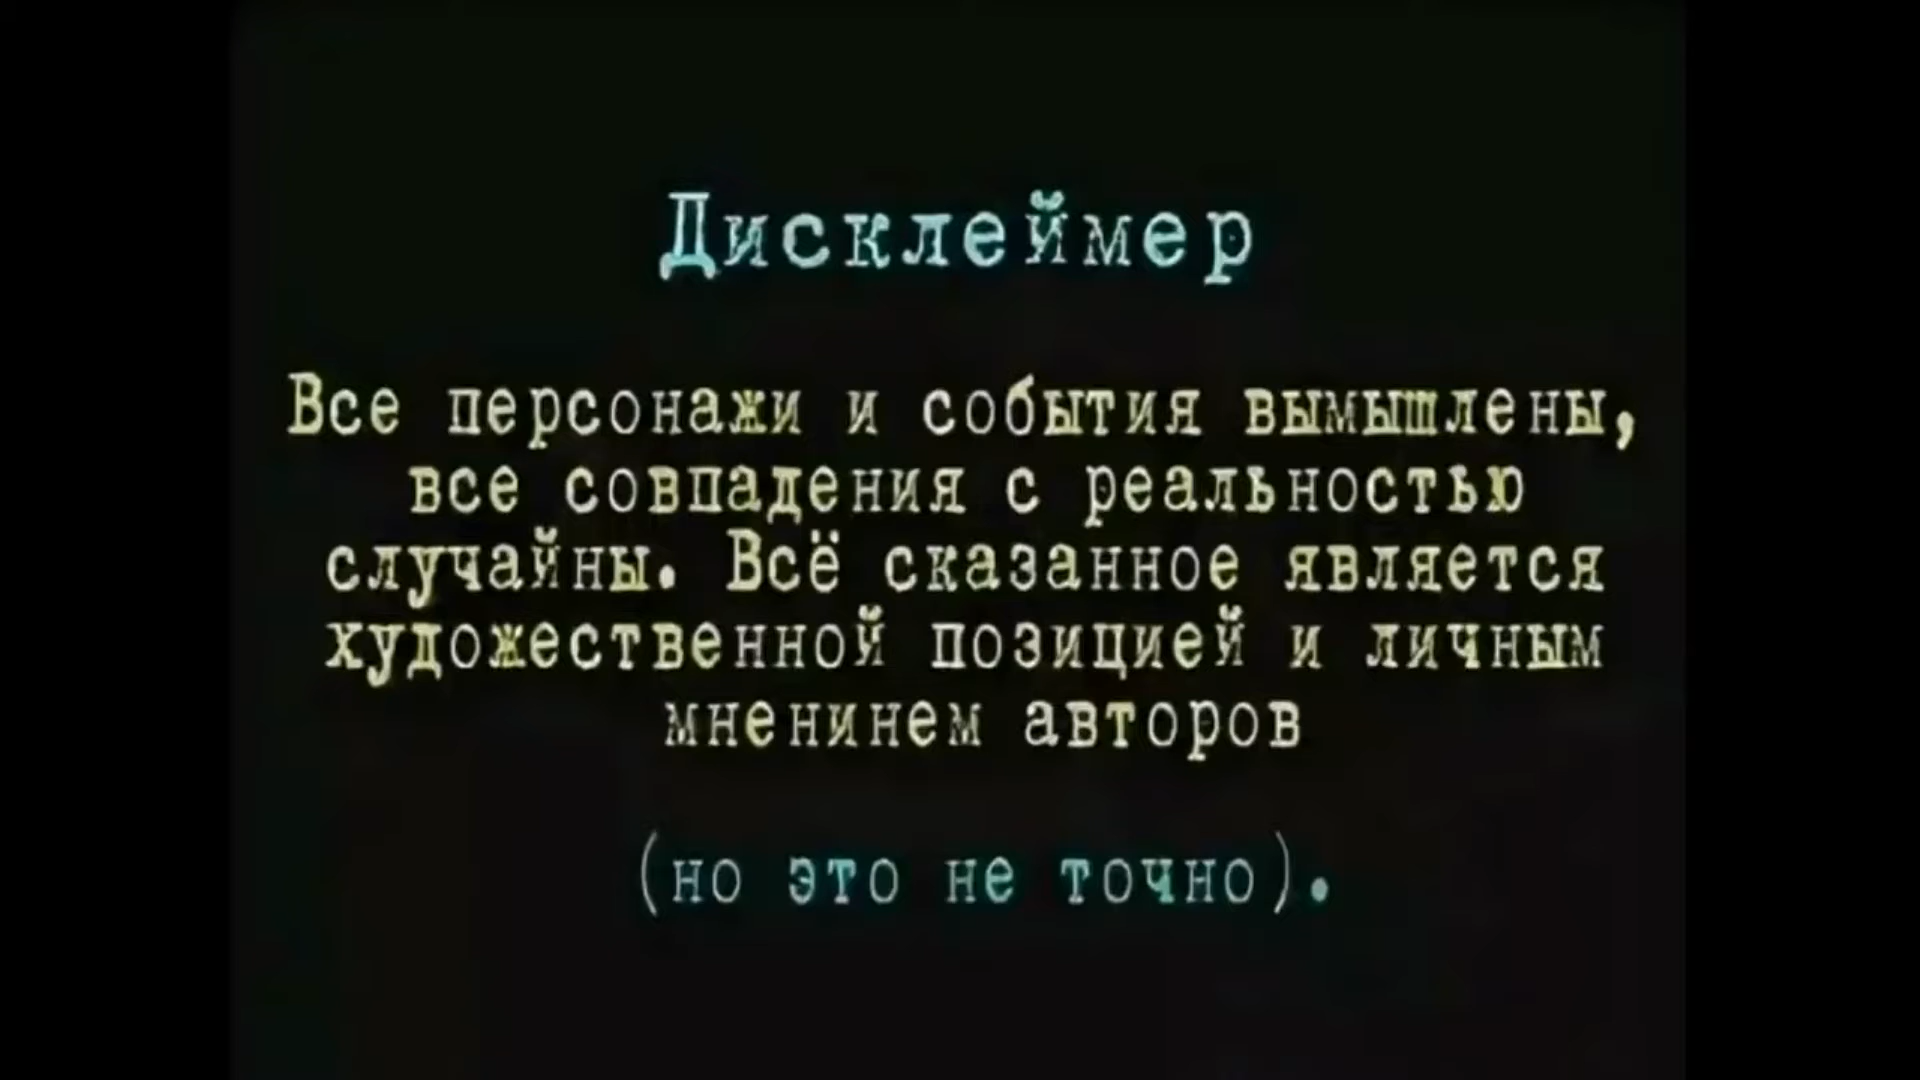 Дисклеймер
Все персонажи и события вымышлены,
все совпадения с реальностью
случайны. Всё сказанное является
художественной позицией и личным
мненинем авторов
(но это не точно).